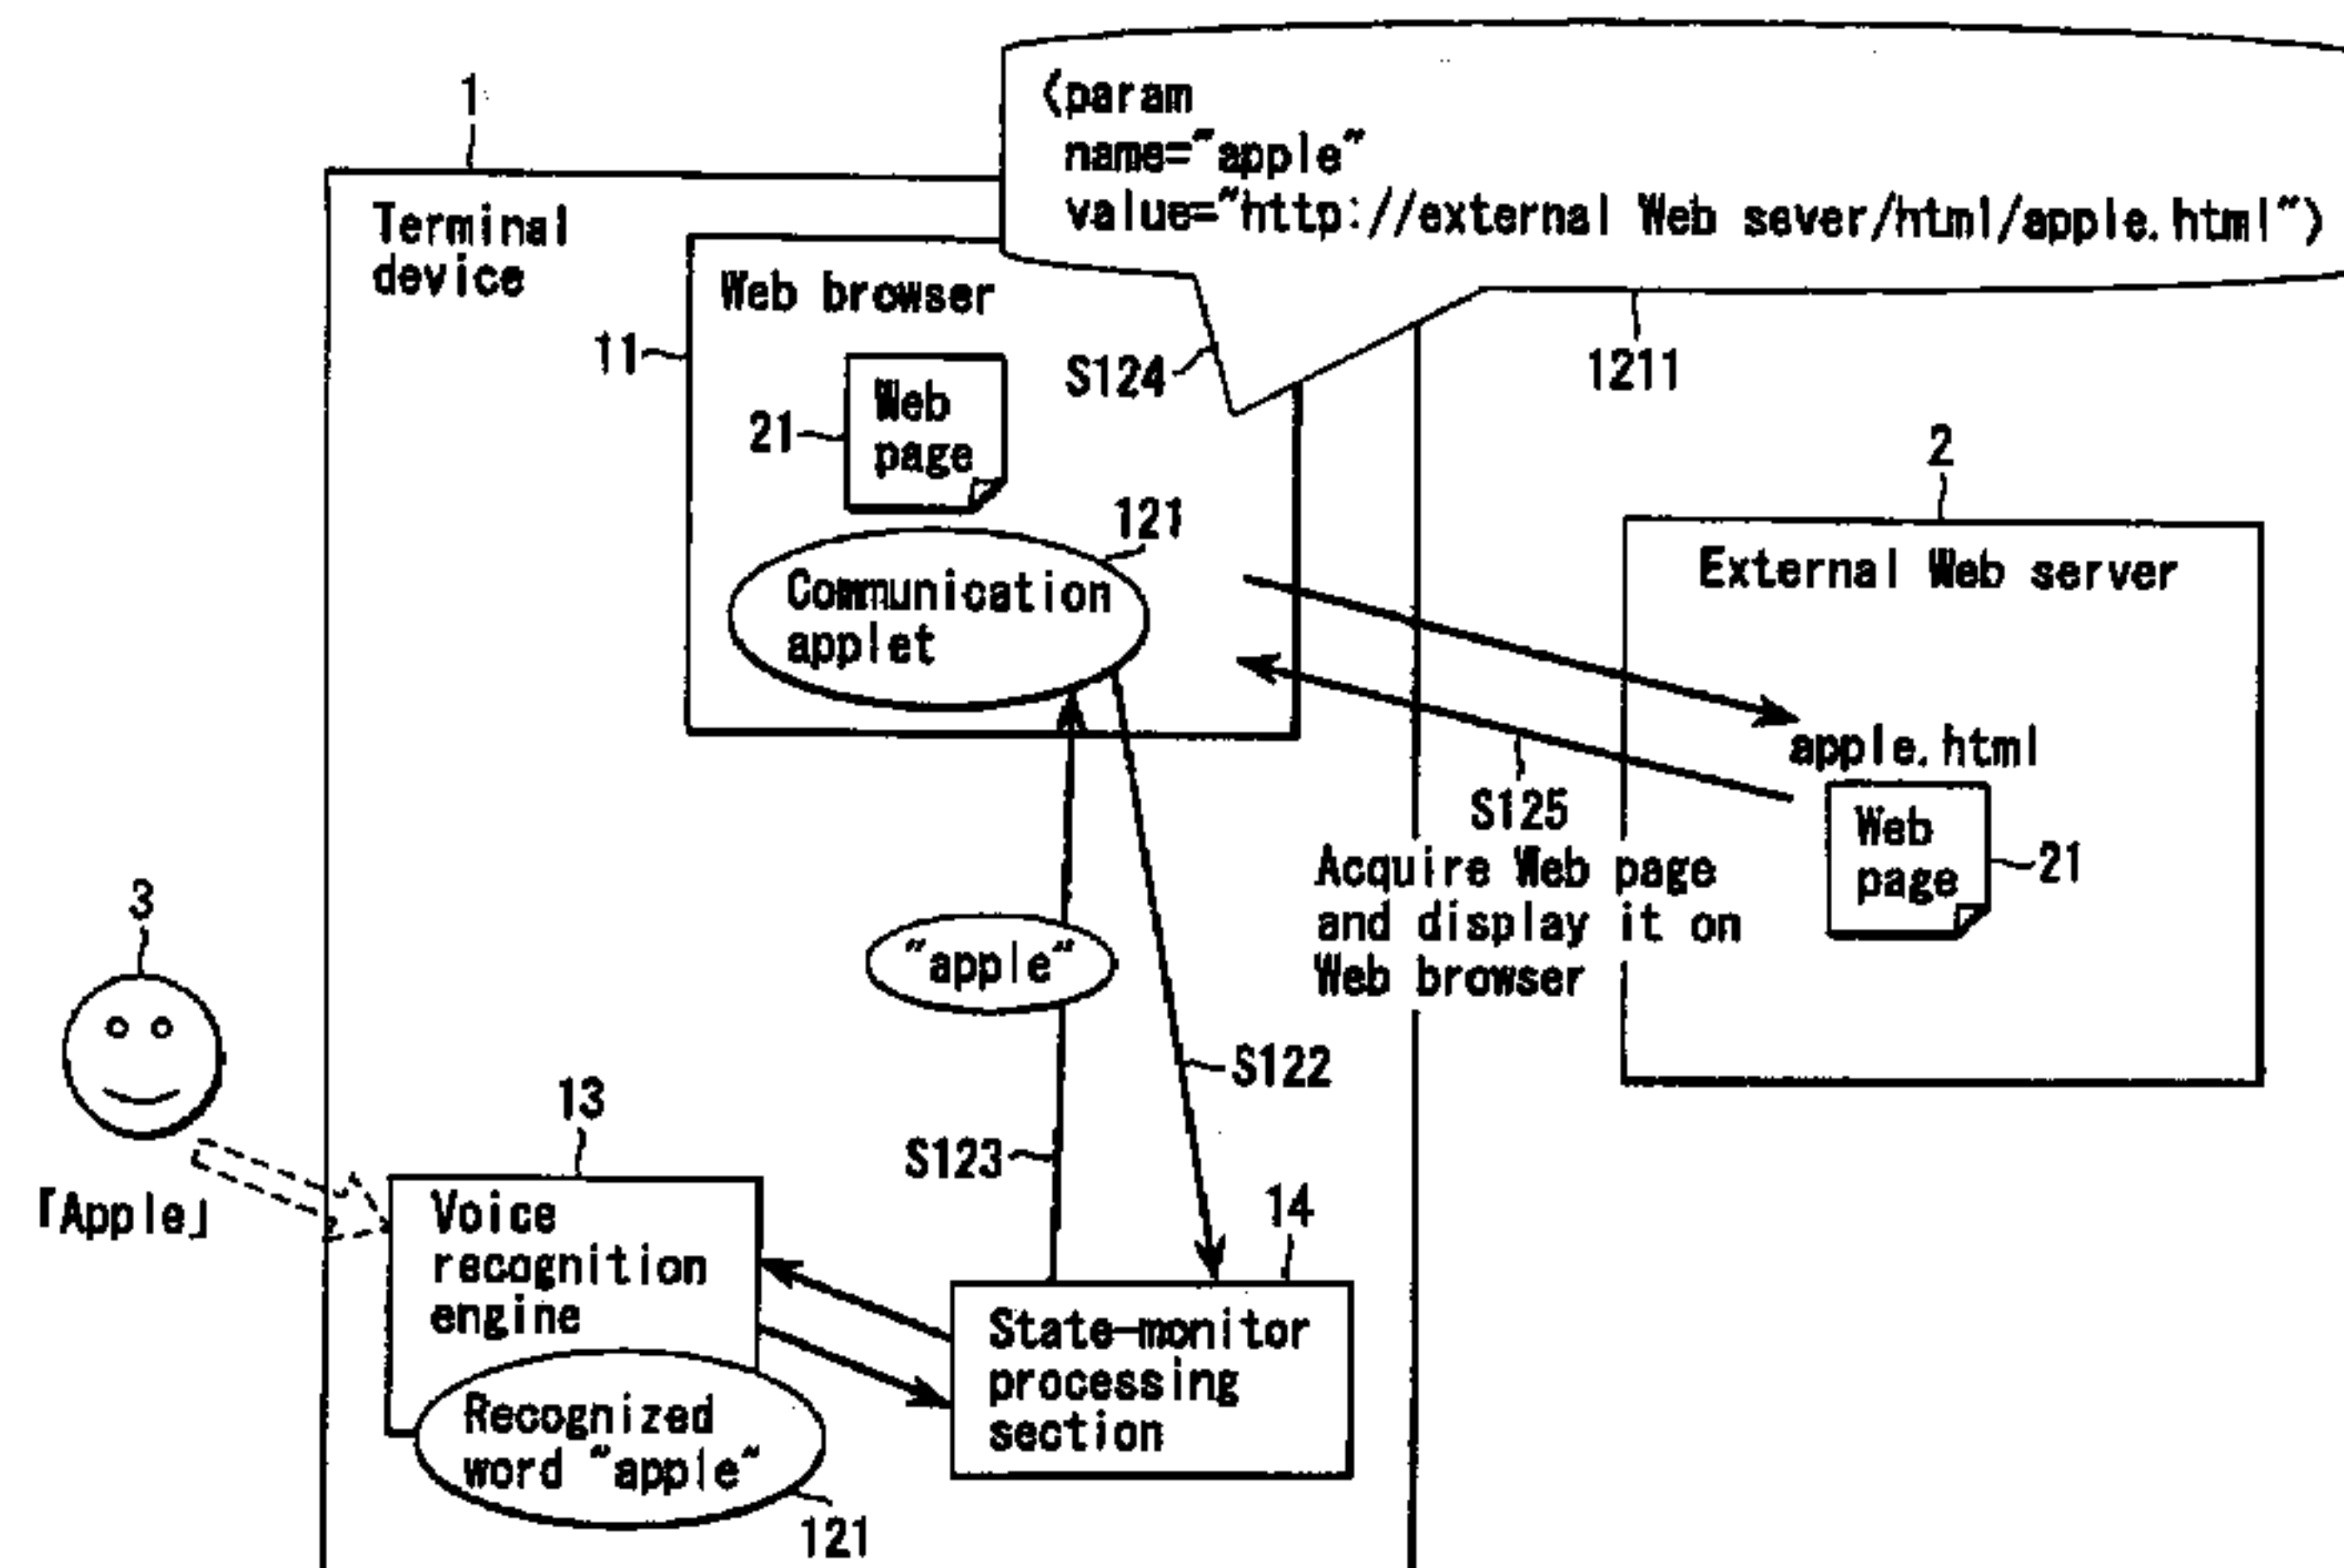 1
Terminal
device
(param
name="apple"
value="http://external Web sever/html/apple.html")
1211
Web browser
11
S124
21
Web
page
121
Communication
applet
2
External Web server
apple.html
Web
page
21
S125
Acquire Web page
and display it on
Web browser
"apple"
S122
S123
3
「Apple」
13
Voice
recognition
engine
Recognized
word "apple"
121
14
State-monitor
processing
section